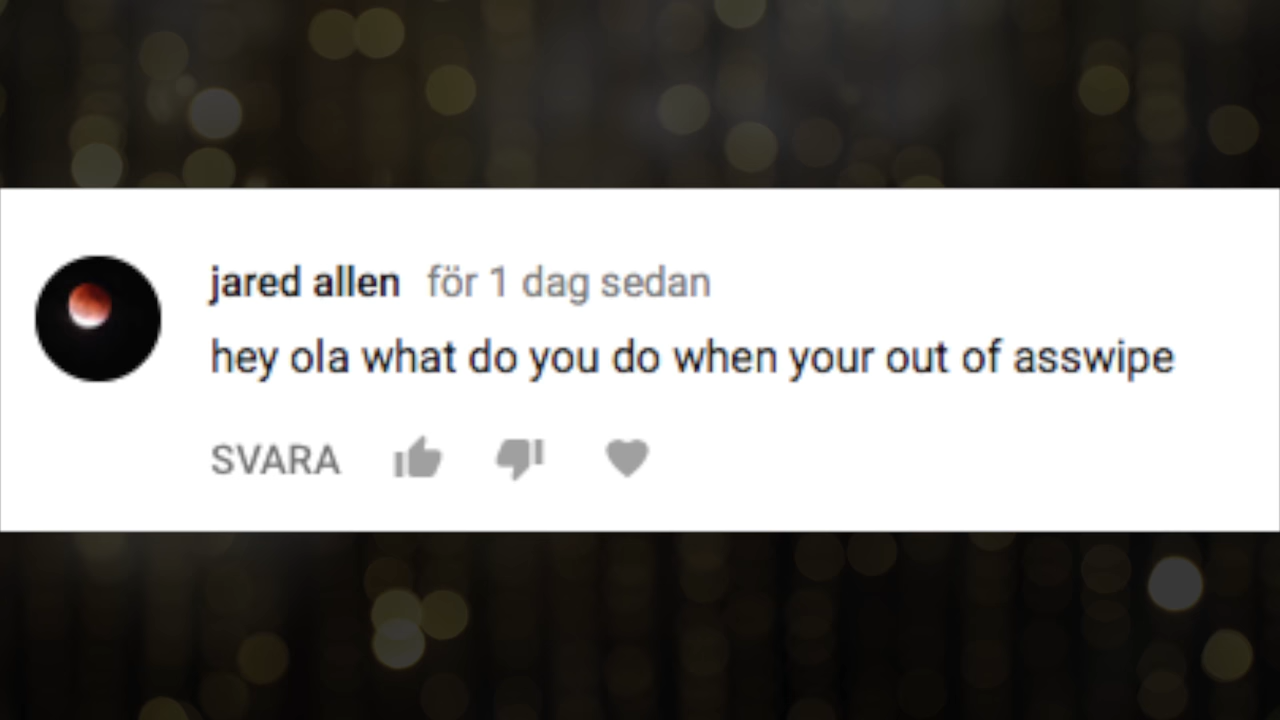 jared allen för 1 dag sedan
hey ola what do you do when your out of asswipe
SVARA